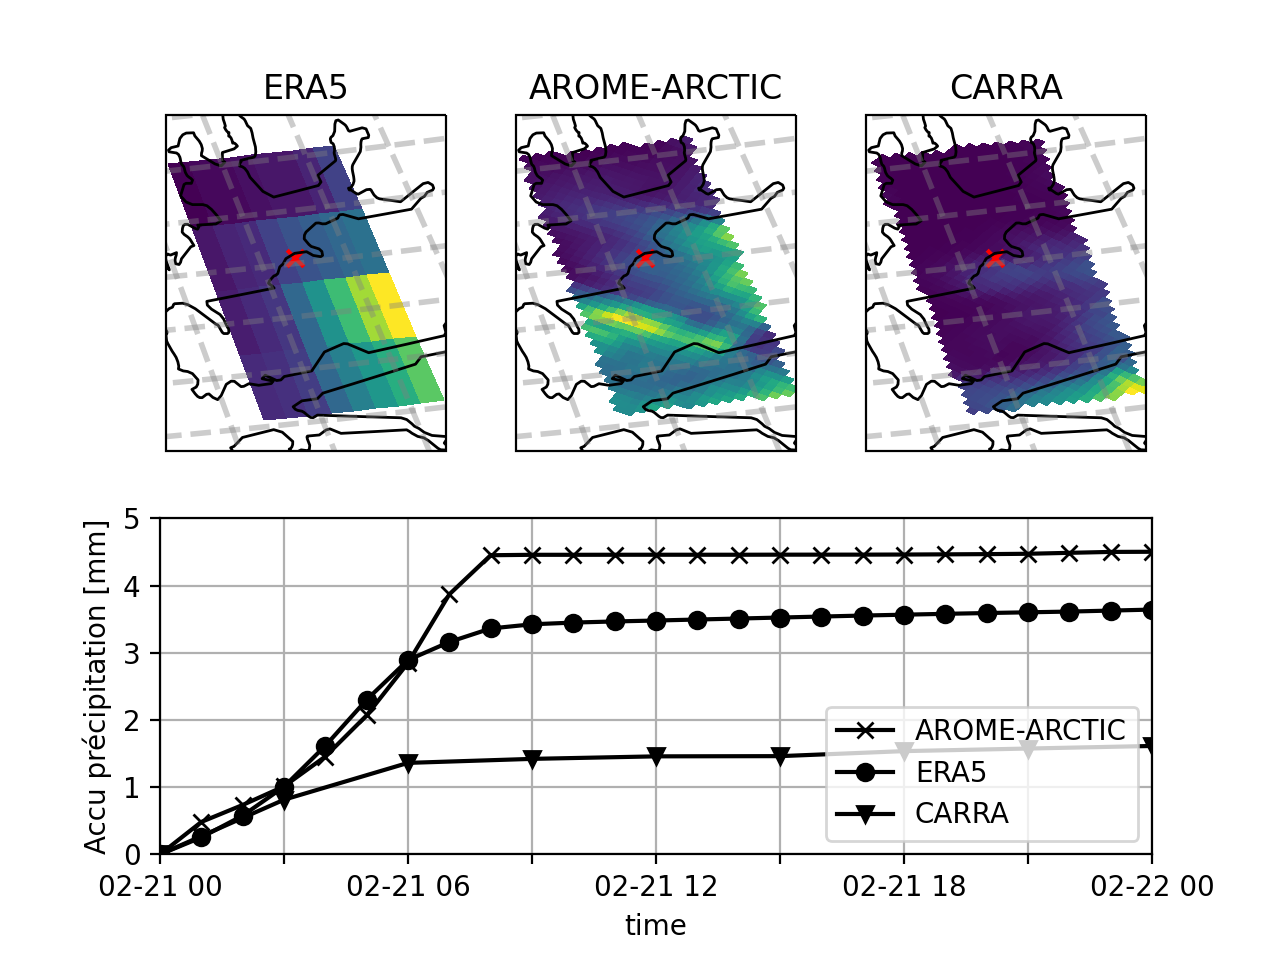 ERA5 AROME-ARCTIC CARRA
Accu précipitation [mm]
5
4
3
2
1
0
AROME-ARCTIC
ERA5
CARRA
02-21 00 02-21 06 02-21 12 02-21 18 02-22 00
time